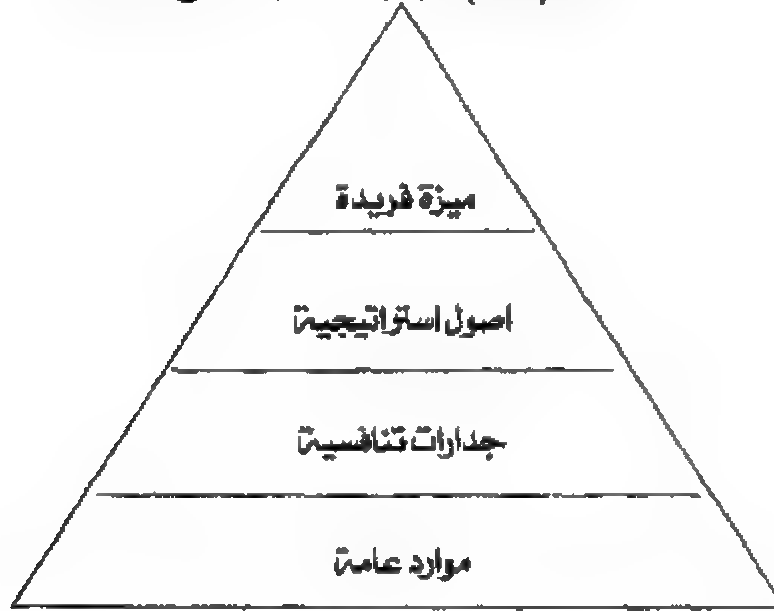 ميزة فريدة
اصول استراتيجية
جدارات تنافسية
موارد عامة